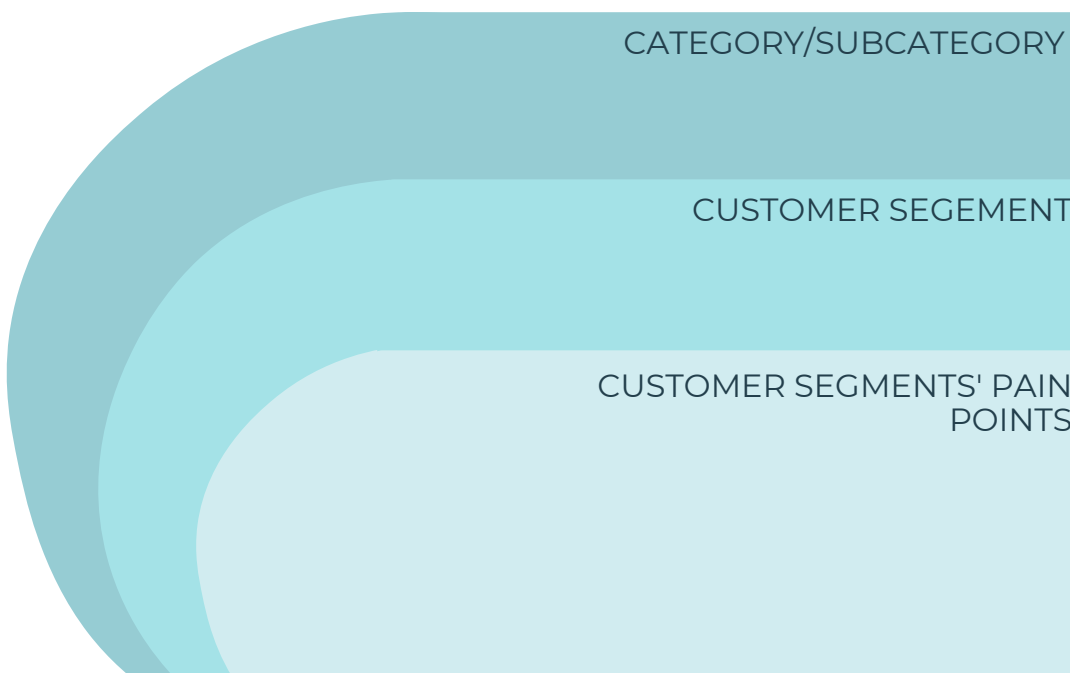 CATEGORY/SUBCATEGORY
CUSTOMER SEGEMENT
CUSTOMER SEGMENTS' PAIN
POINTS